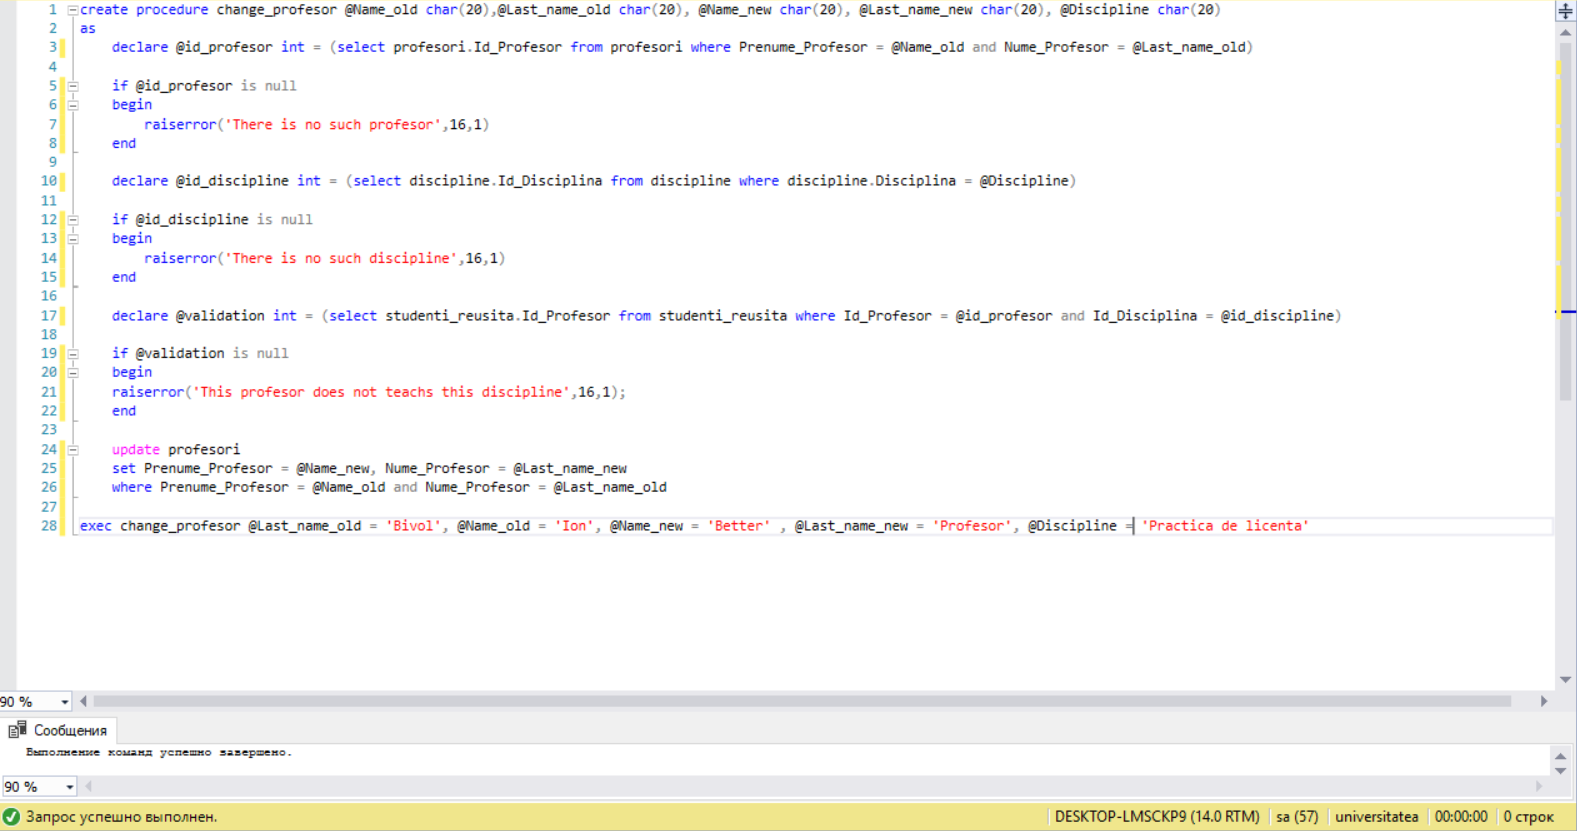 1 create procedure change_profesor @Name_old char(20),@Last_name_old char(20), @Name_new char(20), @Last_name_new char(20), @Discipline char(20)
2 as
3 declare @id_profesor int = (select profesori.Id_Profesor from profesori where Prenume_Profesor = @Name_old and Nume_Profesor = @Last_name_old)
4
5 if @id_profesor is null
6 begin
7 raiserror('There is no such profesor',16,1)
8 end
9
10 declare @id_discipline int = (select discipline.Id_Disciplina from discipline where discipline.Disciplina = @Discipline)
11
12 if @id_discipline is null
13 begin
14 raiserror('There is no such discipline',16,1)
15 end
16
17 declare @validation int = (select studenti_reusita.Id_Profesor from studenti_reusita where Id_Profesor = @id_profesor and Id_Disciplina = @id_discipline)
18
19 if @validation is null
20 begin
21 raiserror('This profesor does not teachs this discipline',16,1);
22 end
23
24 update profesori
25 set Prenume_Profesor = @Name_new, Nume_Profesor = @Last_name_new
26 where Prenume_Profesor = @Name_old and Nume_Profesor = @Last_name_old
27
28 exec change_profesor @Last_name_old = 'Bivol', @Name_old = 'Ion', @Name_new = 'Better' , @Last_name_new = 'Profesor', @Discipline = 'Practica de licenta'
90 %
Сообщения
Выполнение команд успешно завершено.
90 %
Запрос успешно выполнен. DESKTOP-LMSCKP9 (14.0 RTM) sa (57) universitatea 00:00:00 0 строк